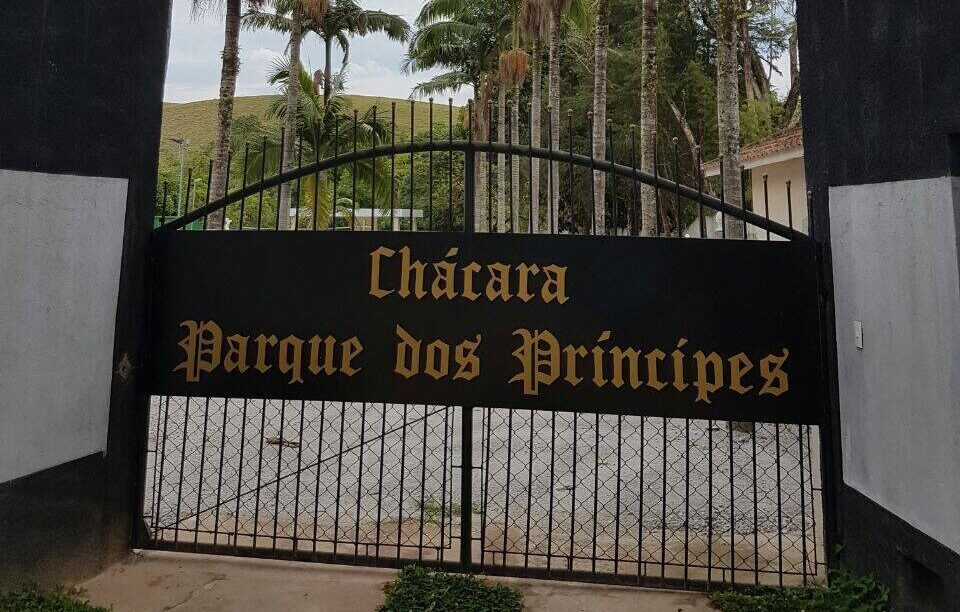 Chácara
Parque dos Príncipes